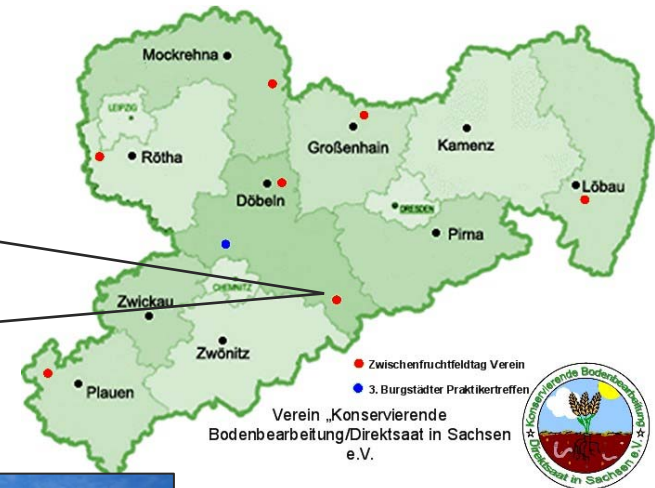 Mockrehna
LEIPZIG
Rötha
Großenhain
Kamenz
Löbau
Döbeln
DRESDEN
Pirna
CHEMNITZ
Zwickau
Zwönitz
Plauen
Zwischenfruchtfeldtag Verein
3. Burgstädter Praktikertreffen
Verein „Konservierende
Bodenbearbeitung/Direktsaat in Sachsen
e.V.
Konservierende Bodenbearbeitung
Direktsaat in Sachsen e.V.